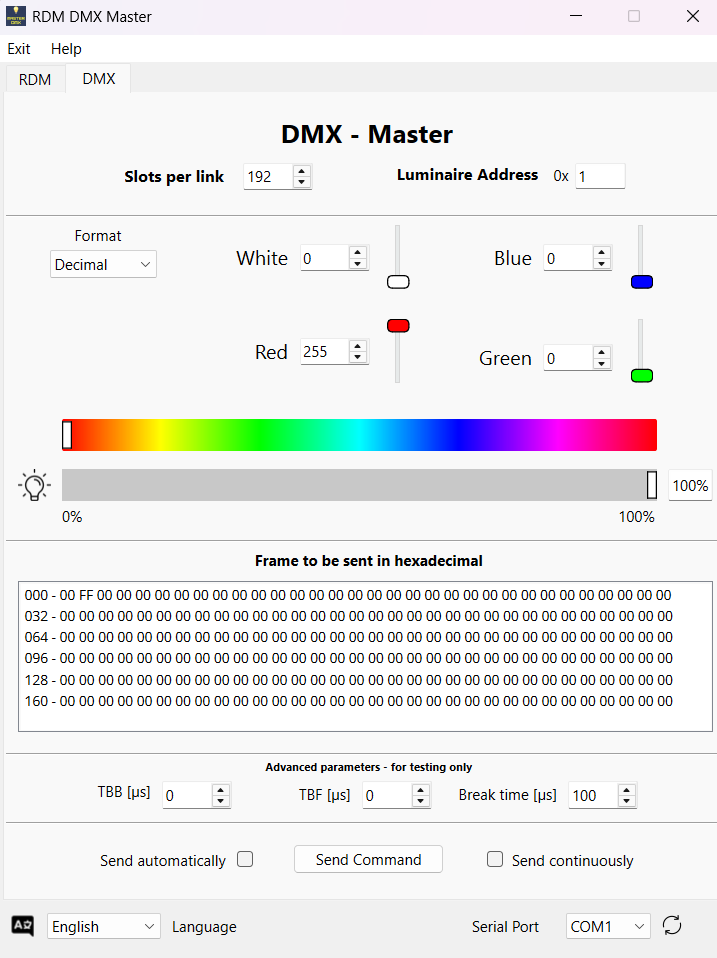 RDM DMX Master
Exit Help
RDM DMX
DMX - Master
Slots per link 192 Luminaire Address 0x 1
Format
Decimal
White 0 Blue 0
Red 255 Green 0
100%
0% 100%
Frame to be sent in hexadecimal
000 - 00 FF 00 00 00 00 00 00 00 00 00 00 00 00 00 00 00 00 00 00 00 00 00 00 00 00 00 00 00 00 00 00
032 - 00 00 00 00 00 00 00 00 00 00 00 00 00 00 00 00 00 00 00 00 00 00 00 00 00 00 00 00 00 00 00 00
064 - 00 00 00 00 00 00 00 00 00 00 00 00 00 00 00 00 00 00 00 00 00 00 00 00 00 00 00 00 00 00 00 00
096 - 00 00 00 00 00 00 00 00 00 00 00 00 00 00 00 00 00 00 00 00 00 00 00 00 00 00 00 00 00 00 00 00
128 - 00 00 00 00 00 00 00 00 00 00 00 00 00 00 00 00 00 00 00 00 00 00 00 00 00 00 00 00 00 00 00 00
160 - 00 00 00 00 00 00 00 00 00 00 00 00 00 00 00 00 00 00 00 00 00 00 00 00 00 00 00 00 00 00 00 00
Advanced parameters - for testing only
TBB [µs] 0 TBF [µs] 0 Break time [µs] 100
Send automatically Send Command Send continuously
English Language Serial Port COM1